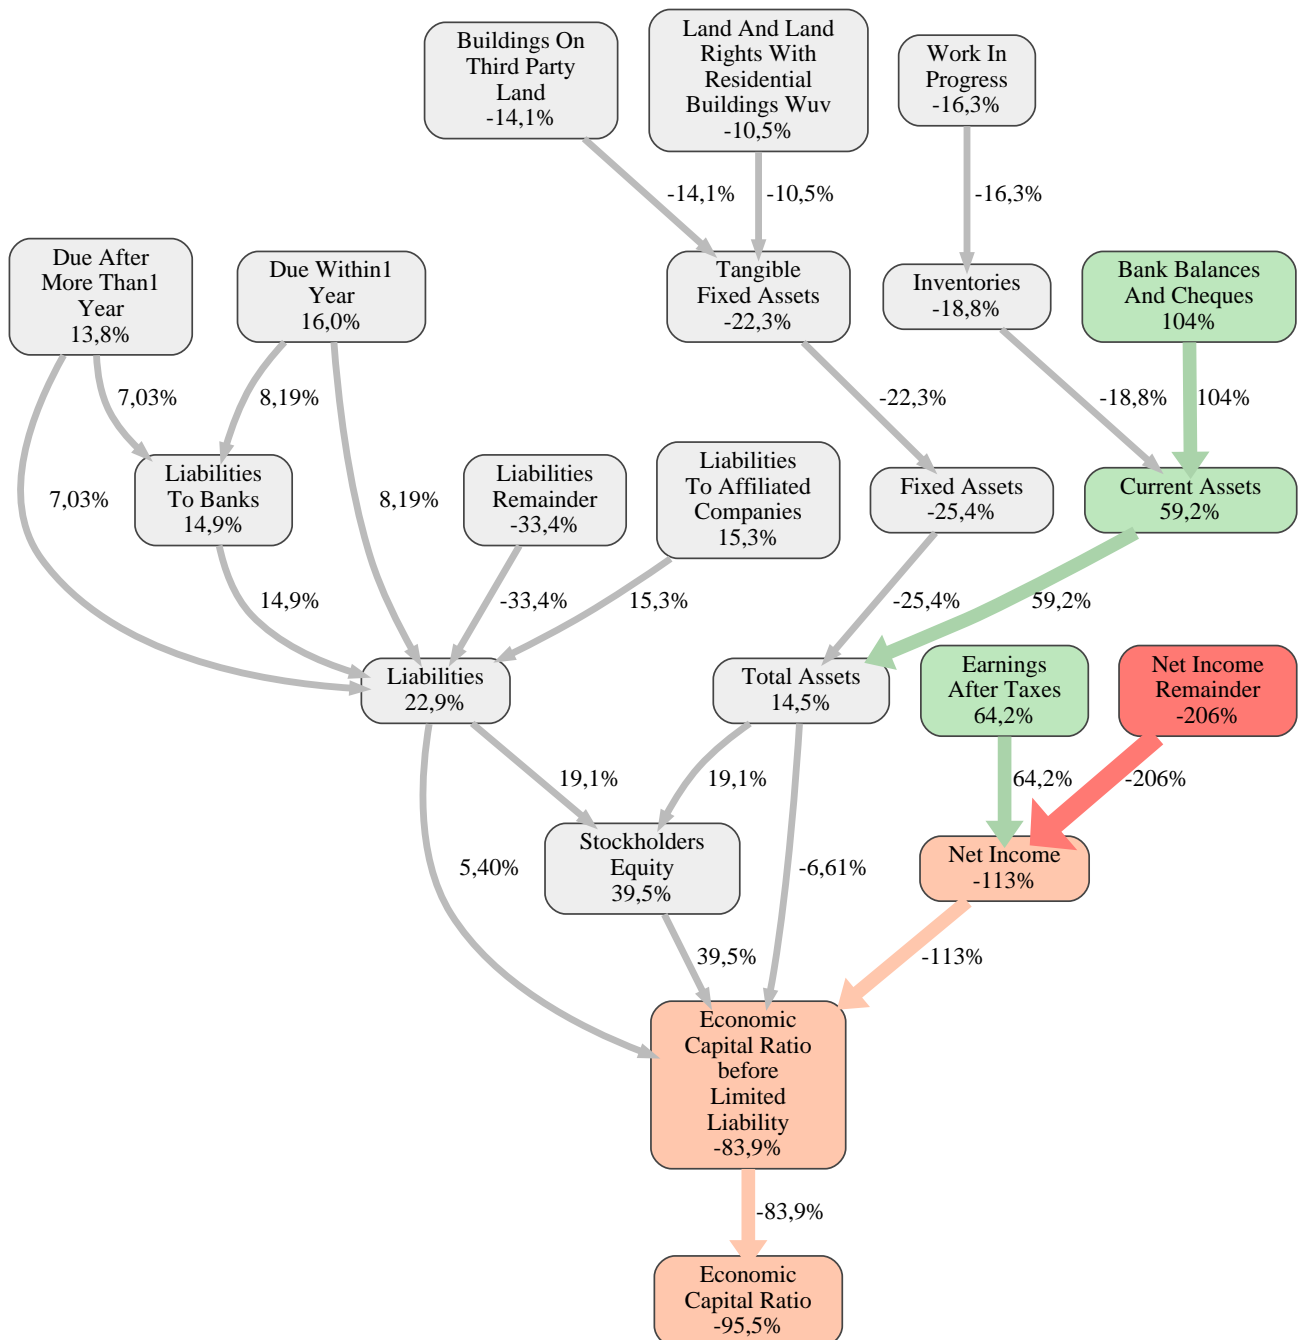 Buildings On
Third Party
Land
-14,1%
Land And Land
Rights With
Residential
Buildings Wuv
-10,5%
Work In
Progress
-16,3%
-14,1%
-10,5%
-16,3%
Due After
More Than1
Year
13,8%
Due Within1
Year
16,0%
Tangible
Fixed Assets
-22,3%
Inventories
-18,8%
Bank Balances
And Cheques
104%
7,03%
8,19%
-22,3%
-18,8%
104%
7,03%
Liabilities
To Banks
14,9%
8,19%
Liabilities
Remainder
-33,4%
Liabilities
To Affiliated
Companies
15,3%
Fixed Assets
-25,4%
Current Assets
59,2%
14,9%
-33,4%
15,3%
-25,4%
59,2%
Liabilities
22,9%
Total Assets
14,5%
Earnings
After Taxes
64,2%
Net Income
Remainder
-206%
19,1%
19,1%
64,2%
-206%
5,40%
Stockholders
Equity
39,5%
-6,61%
Net Income
-113%
39,5%
-113%
Economic
Capital Ratio
before
Limited
Liability
-83,9%
-83,9%
Economic
Capital Ratio
-95,5%